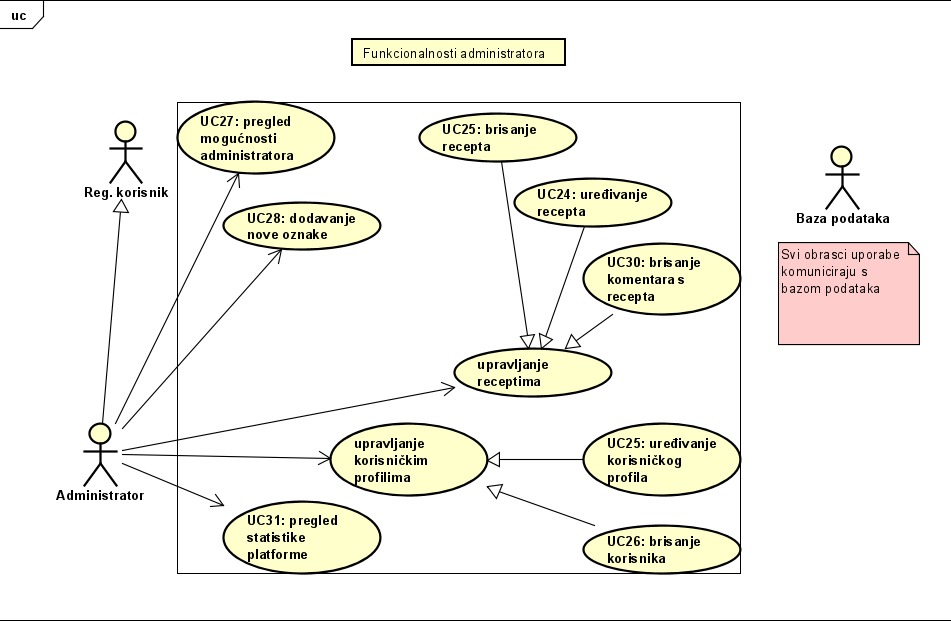 uc
Funkcionalnosti administratora
UC27: pregled
mogućnosti
administratora
UC25: brisanje
recepta
Reg. korisnik
UC24: uređivanje
recepta
Baza podataka
UC28: dodavanje
nove oznake
UC30: brisanje
komentara s
recepta
Svi obrasci uporabe
komuniciraju s
bazom podataka
upravljanje
receptima
upravljanje
korisničkim
profilima
UC25: uređivanje
korisničkog
profila
Administrator
UC31: pregled
statistike
platforme
UC26: brisanje
korisnika